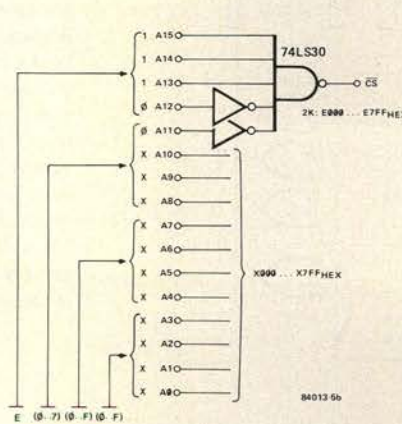 1 A15
1 A14
1 A13
Ø A12
Ø A11
X A10
X A9
X A8
X A7
X A6
X A5
X A4
X A3
X A2
X A1
X AØ
74LS30
CS
2K: EØØØ ... E7FFHEX
XØØØ ... X7FFHEX
84013-5b
E (Ø..7) (Ø..F) (Ø..F)